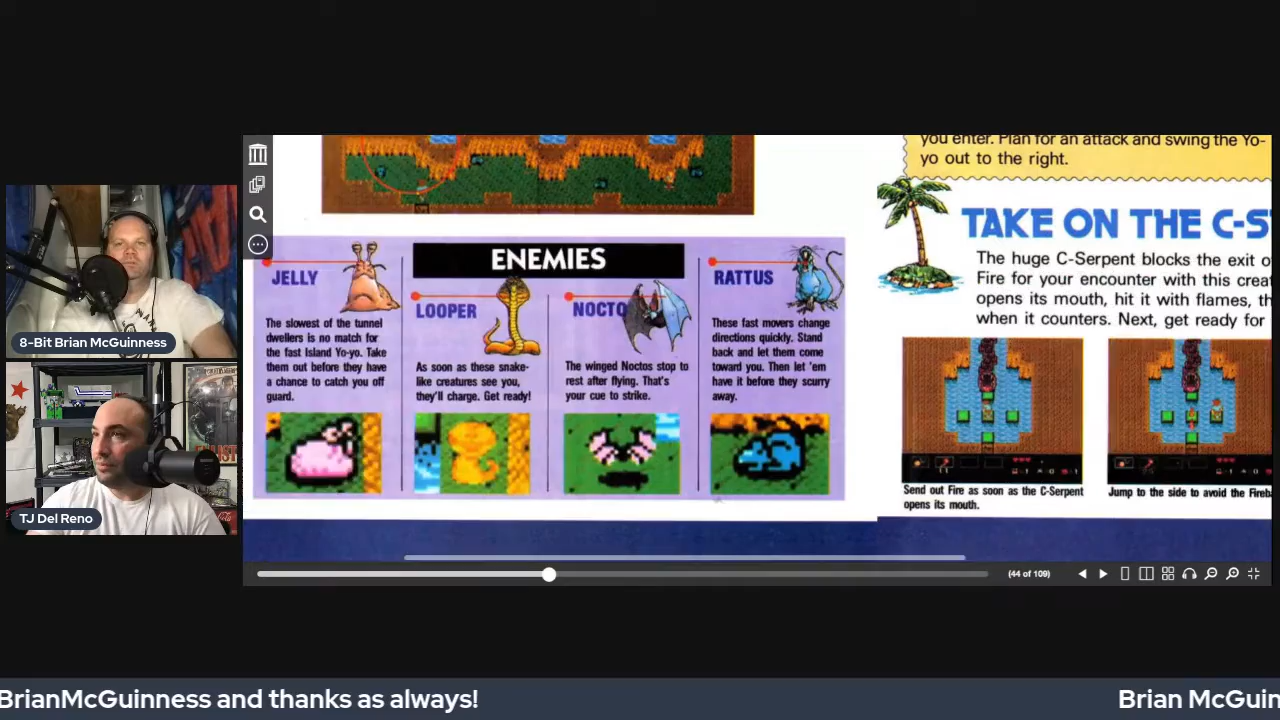 you enter. Plan for an attack and swing the Yo-
yo out to the right.
TAKE ON THE C-S
The huge C-Serpent blocks the exit o
Fire for your encounter with this crea
opens its mouth, hit it with flames, th
when it counters. Next, get ready for
ENEMIES
JELLY
The slowest of the tunnel
dwellers is no match for
the fast Island Yo-yo. Take
them out before they have
a chance to catch you off
guard.
LOOPER
As soon as these snake-
like creatures see you,
they'll charge. Get ready!
NOCTO
The winged Noctos stop to
rest after flying. That's
your cue to strike.
RATTUS
These fast movers change
directions quickly. Stand
back and let them come
toward you. Then let 'em
have it before they scurry
away.
Send out Fire as soon as the C-Serpent
opens its mouth.
Jump to the side to avoid the Fireb
8-Bit Brian McGuinness
TJ Del Reno
(44 of 109)
BrianMcGuinness and thanks as always!
Brian McGuin